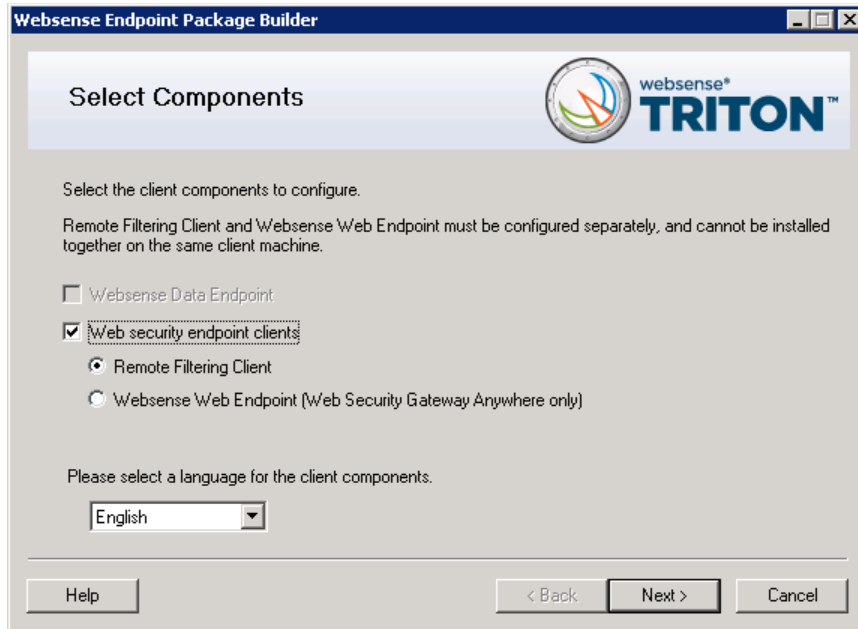 Websense Endpoint Package Builder
Select Components
websense®
TRITON™
Select the client components to configure.
Remote Filtering Client and Websense Web Endpoint must be configured separately, and cannot be installed
together on the same client machine.
Websense Data Endpoint
Web security endpoint clients
Remote Filtering Client
Websense Web Endpoint (Web Security Gateway Anywhere only)
Please select a language for the client components.
English
Help
< Back
Next >
Cancel